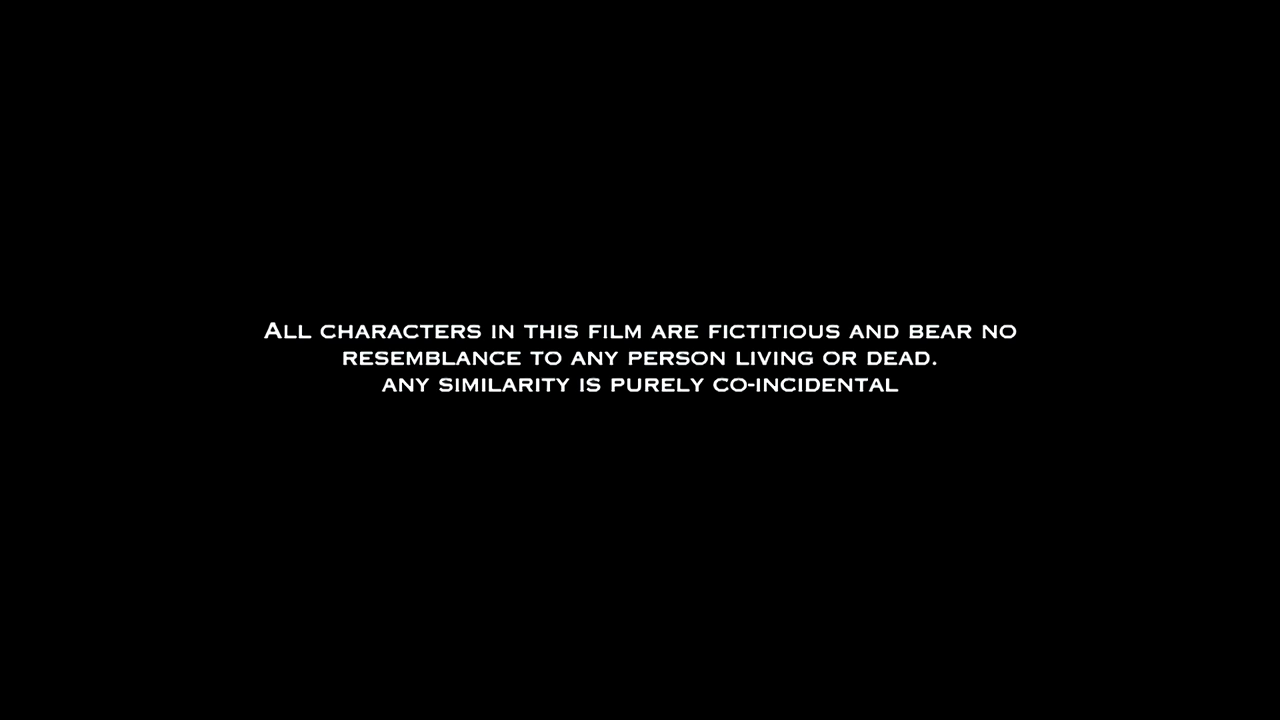 All characters in this film are fictitious and bear no
resemblance to any person living or dead.
any similarity is purely co-incidental